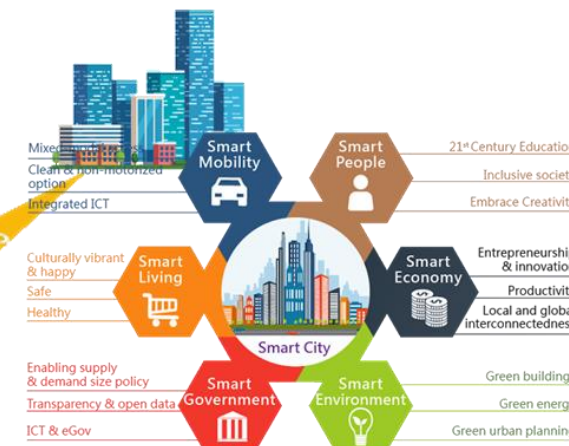 Smart
Mobility
Clean & non-motorized
option
Integrated ICT
Smart
People
21st Century Educatio
Inclusive societ
Embrace Creativit
Culturally vibrant
& happy
Safe
Healthy
Smart
Living
Smart
Economy
Entrepreneurshi
& innovatio
Productivit
Local and globa
interconnectednes
Smart City
Enabling supply
& demand size policy
Transparency & open data
ICT & eGov
Smart
Government
Smart
Environment
Green building
Green energ
Green urban plannin